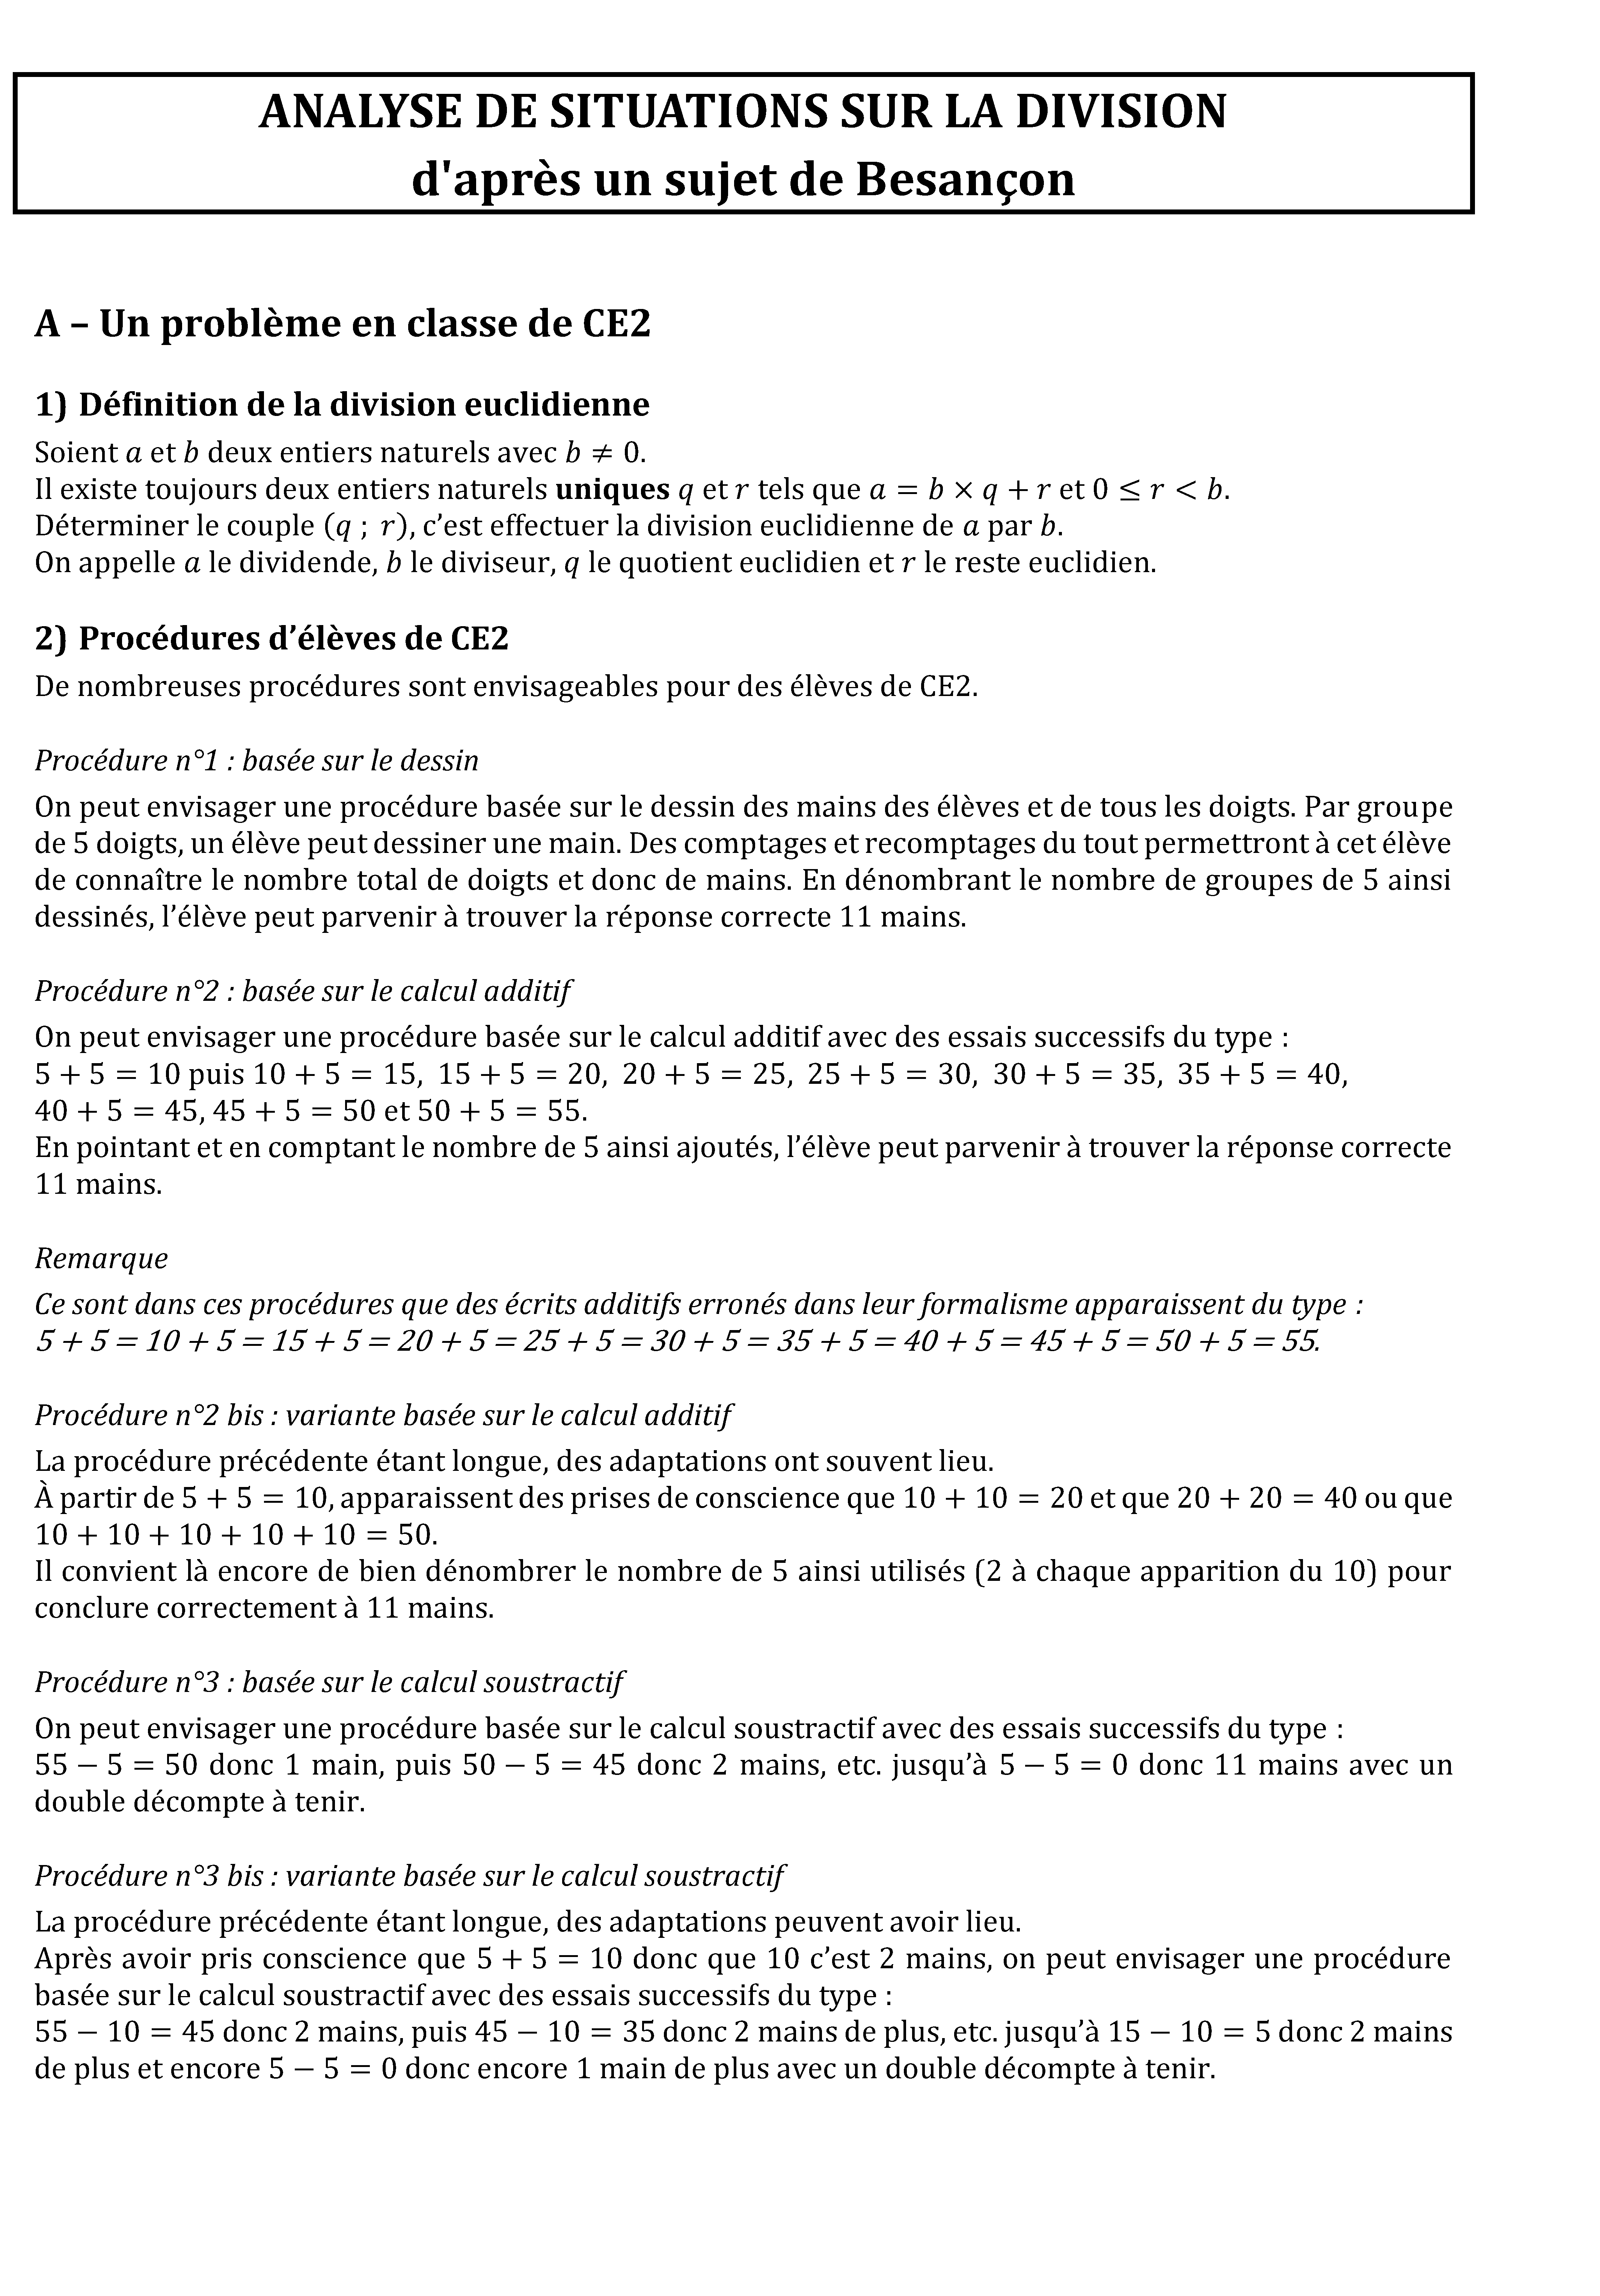 ANALYSE DE SITUATIONS SUR LA DIVISION
d'après un sujet de Besançon
A – Un problème en classe de CE2
1) Définition de la division euclidienne
Soient a et b deux entiers naturels avec b ≠ 0.
Il existe toujours deux entiers naturels uniques q et r tels que a = b × q + r et 0 ≤ r < b.
Déterminer le couple (q ; r), c’est effectuer la division euclidienne de a par b.
On appelle a le dividende, b le diviseur, q le quotient euclidien et r le reste euclidien.
2) Procédures d’élèves de CE2
De nombreuses procédures sont envisageables pour des élèves de CE2.
Procédure n°1 : basée sur le dessin
On peut envisager une procédure basée sur le dessin des mains des élèves et de tous les doigts. Par groupe
de 5 doigts, un élève peut dessiner une main. Des comptages et recomptages du tout permettront à cet élève
de connaître le nombre total de doigts et donc de mains. En dénombrant le nombre de groupes de 5 ainsi
dessinés, l’élève peut parvenir à trouver la réponse correcte 11 mains.
Procédure n°2 : basée sur le calcul additif
On peut envisager une procédure basée sur le calcul additif avec des essais successifs du type :
5 + 5 = 10 puis 10 + 5 = 15, 15 + 5 = 20, 20 + 5 = 25, 25 + 5 = 30, 30 + 5 = 35, 35 + 5 = 40,
40 + 5 = 45, 45 + 5 = 50 et 50 + 5 = 55.
En pointant et en comptant le nombre de 5 ainsi ajoutés, l’élève peut parvenir à trouver la réponse correcte
11 mains.
Remarque
Ce sont dans ces procédures que des écrits additifs erronés dans leur formalisme apparaissent du type :
5 + 5 = 10 + 5 = 15 + 5 = 20 + 5 = 25 + 5 = 30 + 5 = 35 + 5 = 40 + 5 = 45 + 5 = 50 + 5 = 55.
Procédure n°2 bis : variante basée sur le calcul additif
La procédure précédente étant longue, des adaptations ont souvent lieu.
À partir de 5 + 5 = 10, apparaissent des prises de conscience que 10 + 10 = 20 et que 20 + 20 = 40 ou que
10 + 10 + 10 + 10 + 10 = 50.
Il convient là encore de bien dénombrer le nombre de 5 ainsi utilisés (2 à chaque apparition du 10) pour
conclure correctement à 11 mains.
Procédure n°3 : basée sur le calcul soustractif
On peut envisager une procédure basée sur le calcul soustractif avec des essais successifs du type :
55 − 5 = 50 donc 1 main, puis 50 − 5 = 45 donc 2 mains, etc. jusqu’à 5 − 5 = 0 donc 11 mains avec un
double décompte à tenir.
Procédure n°3 bis : variante basée sur le calcul soustractif
La procédure précédente étant longue, des adaptations peuvent avoir lieu.
Après avoir pris conscience que 5 + 5 = 10 donc que 10 c’est 2 mains, on peut envisager une procédure
basée sur le calcul soustractif avec des essais successifs du type :
55 − 10 = 45 donc 2 mains, puis 45 − 10 = 35 donc 2 mains de plus, etc. jusqu’à 15 − 10 = 5 donc 2 mains
de plus et encore 5 − 5 = 0 donc encore 1 main de plus avec un double décompte à tenir.